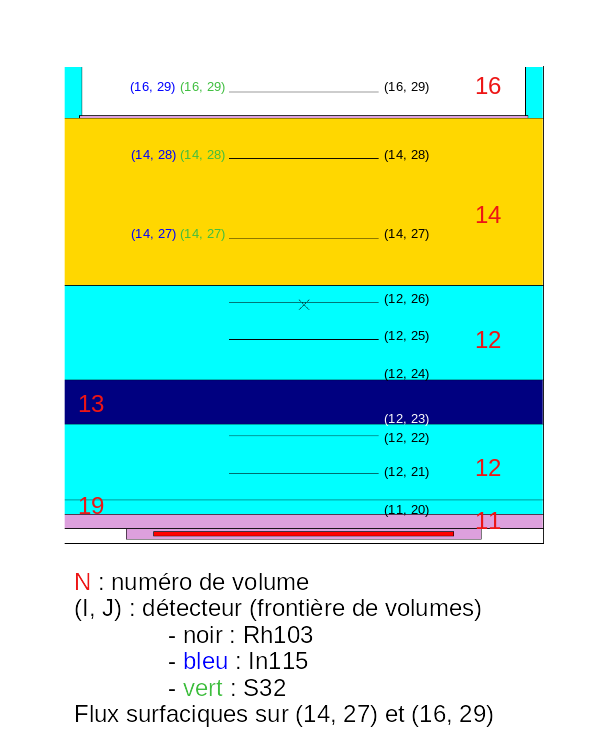 (16, 29) (16, 29) (16, 29) 16
(14, 28) (14, 28) (14, 28)
14
(14, 27) (14, 27) (14, 27)
(12, 26)
(12, 25) 12
(12, 24)
13
(12, 23)
(12, 22)
(12, 21) 12
19 (11, 20)
11
N : numéro de volume
(I, J) : détecteur (frontière de volumes)
- noir : Rh103
- bleu : In115
- vert : S32
Flux surfaciques sur (14, 27) et (16, 29)